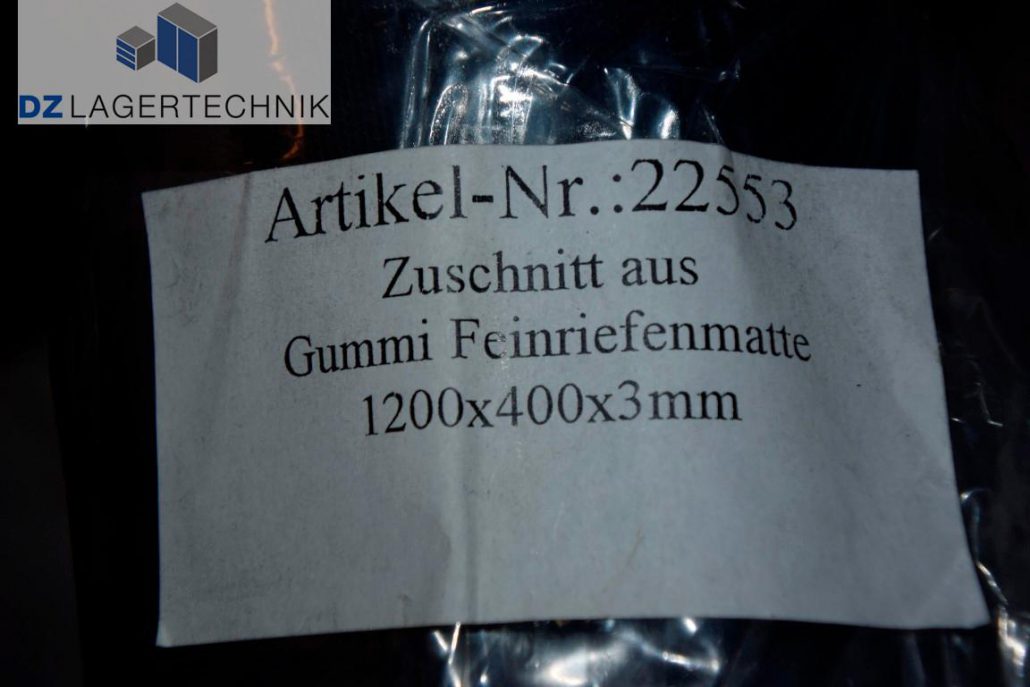 DZ LAGERTECHNIK
Artikel-Nr.:22553
Zuschnitt aus
Gummi Feinriefenmatte
1200x400x3mm